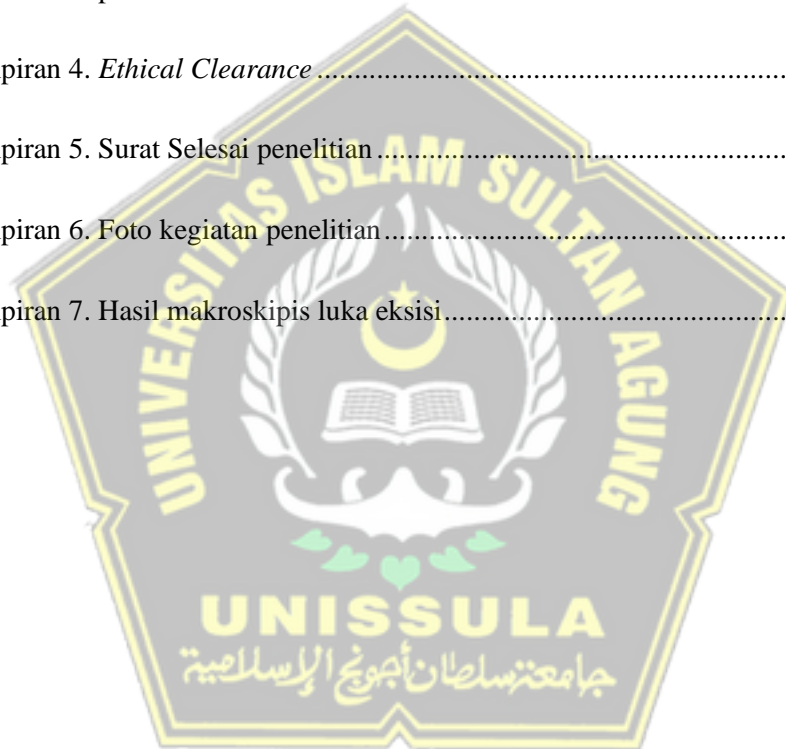 piran 4. Ethical Clearance
piran 5. Surat Selesai penelitian
piran 6. Foto kegiatan penelitian
piran 7. Hasil makroskipis luka eksisi
UNIVERSITAS ISLAM SULTAN AGUNG
UNISSULA
جامعة سلطان أجونج الإسلامية